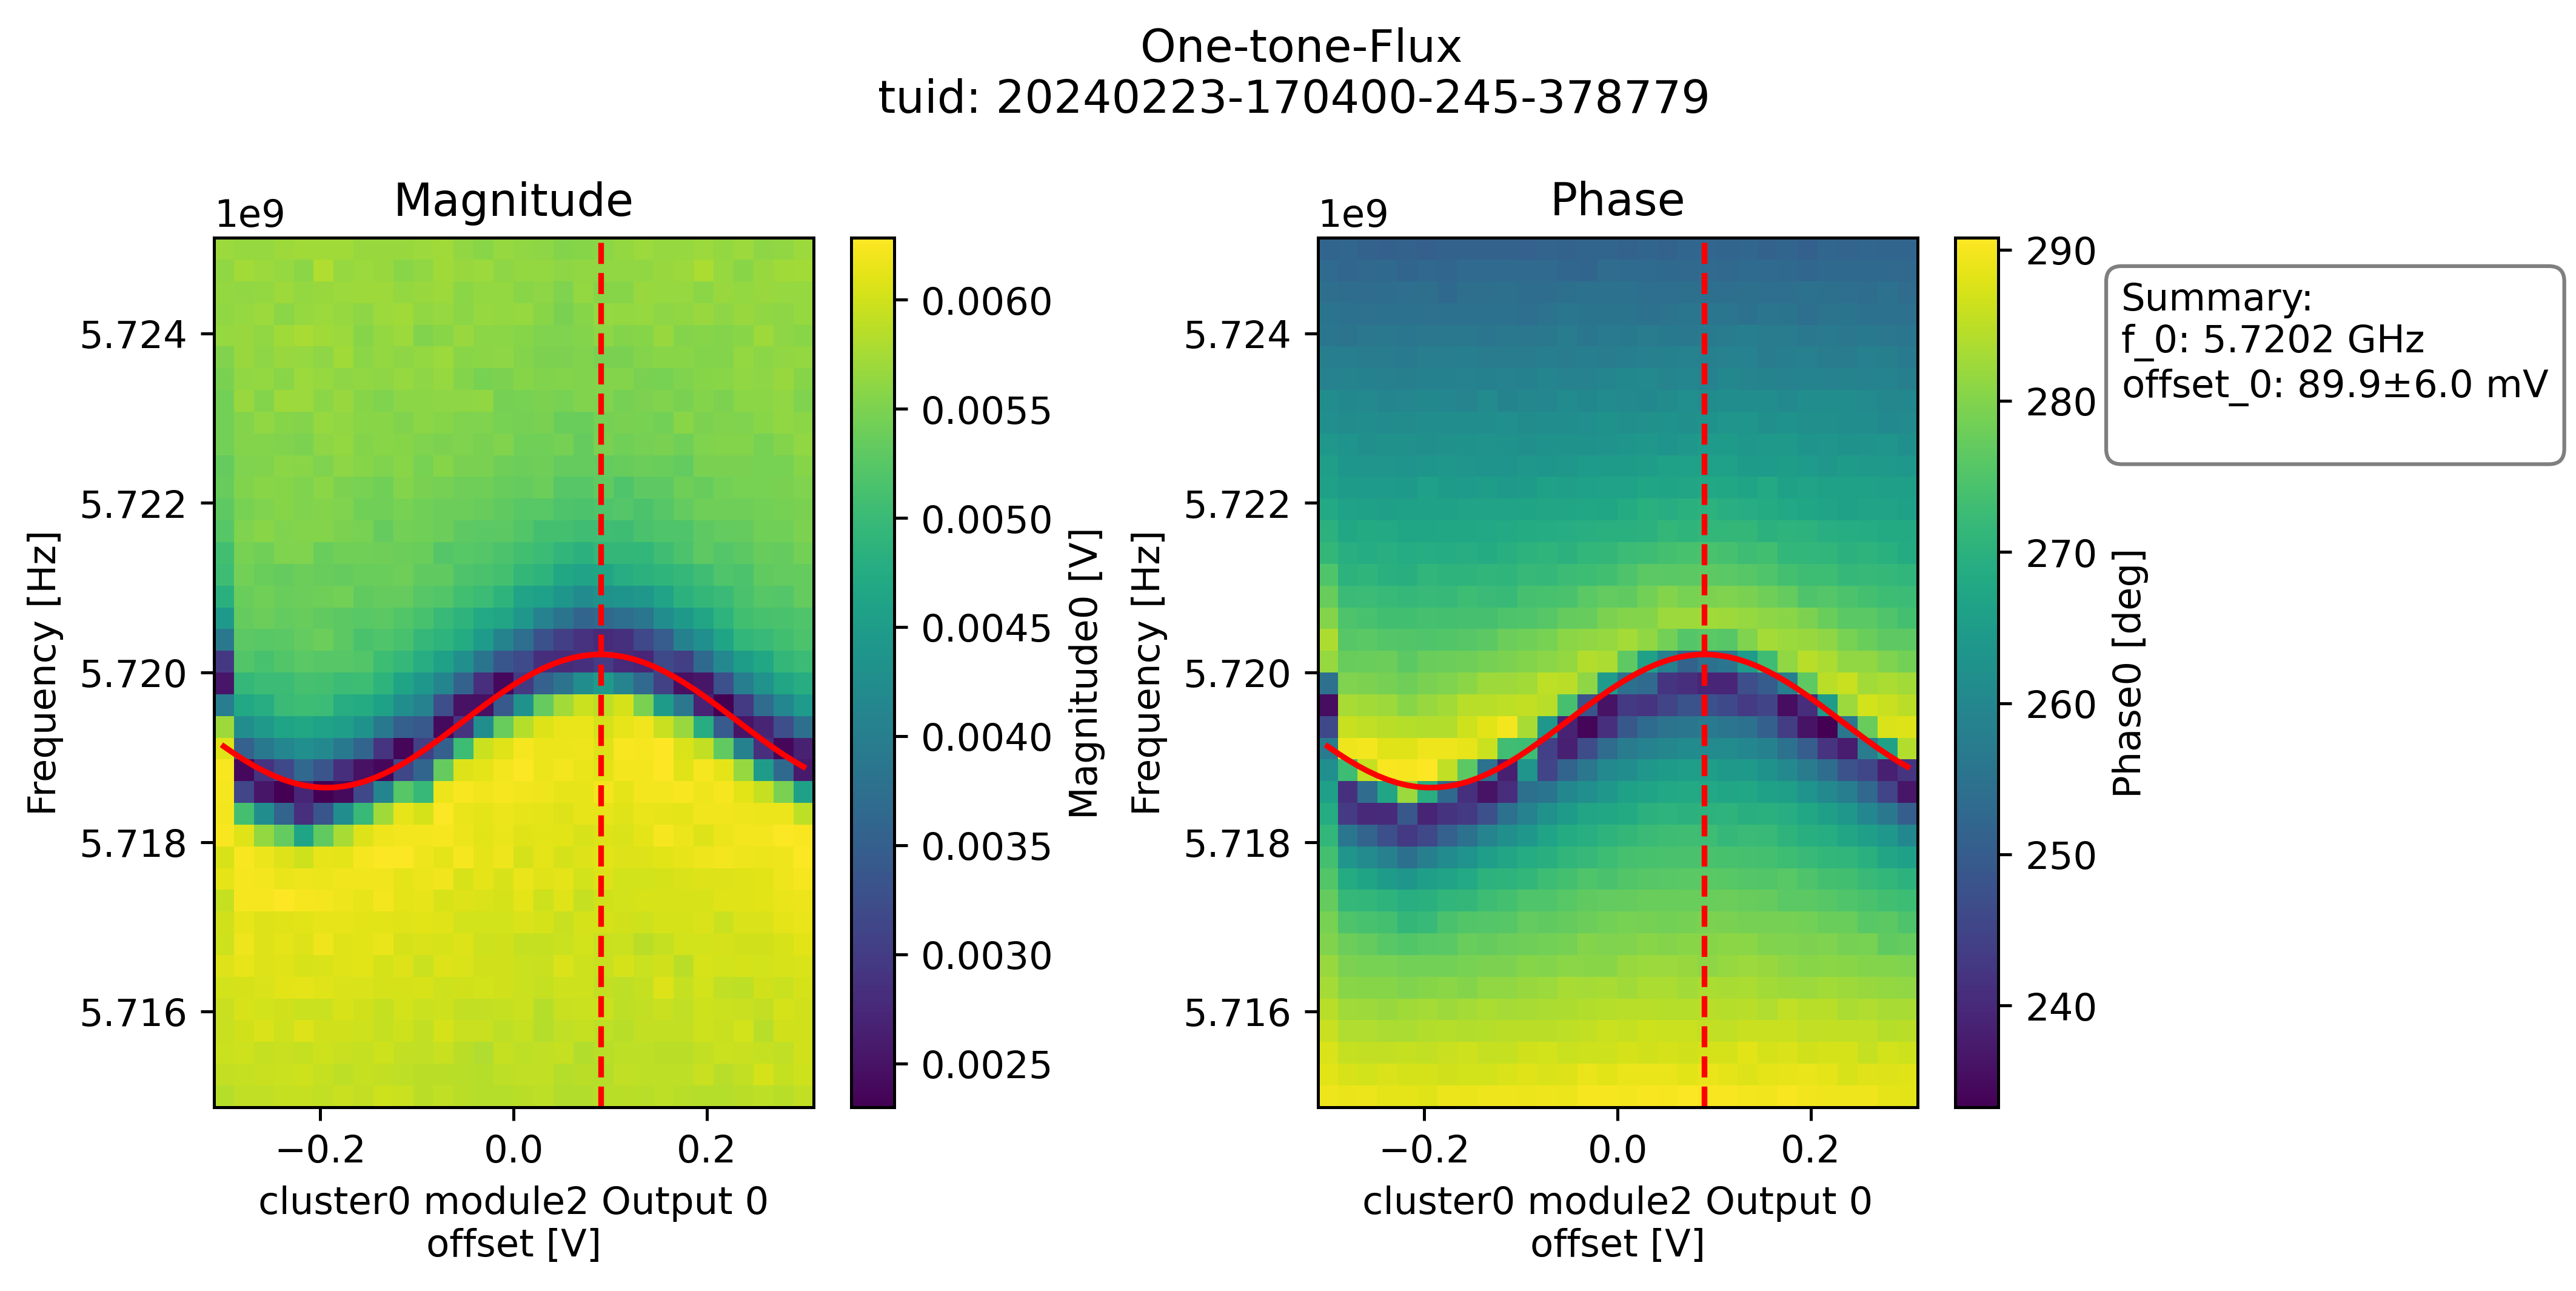 One-tone-Flux
tuid: 20240223-170400-245-378779
Magnitude
1e9
5.724
5.722
5.720
5.718
5.716
Frequency [Hz]
−0.2
0.0
0.2
cluster0 module2 Output 0
offset [V]
0.0060
0.0055
0.0050
0.0045
0.0040
0.0035
0.0030
0.0025
Magnitude0 [V]
Phase
1e9
5.724
5.722
5.720
5.718
5.716
Frequency [Hz]
−0.2
0.0
0.2
cluster0 module2 Output 0
offset [V]
290
280
270
260
250
240
Phase0 [deg]
Summary:
f_0: 5.7202 GHz
offset_0: 89.9±6.0 mV